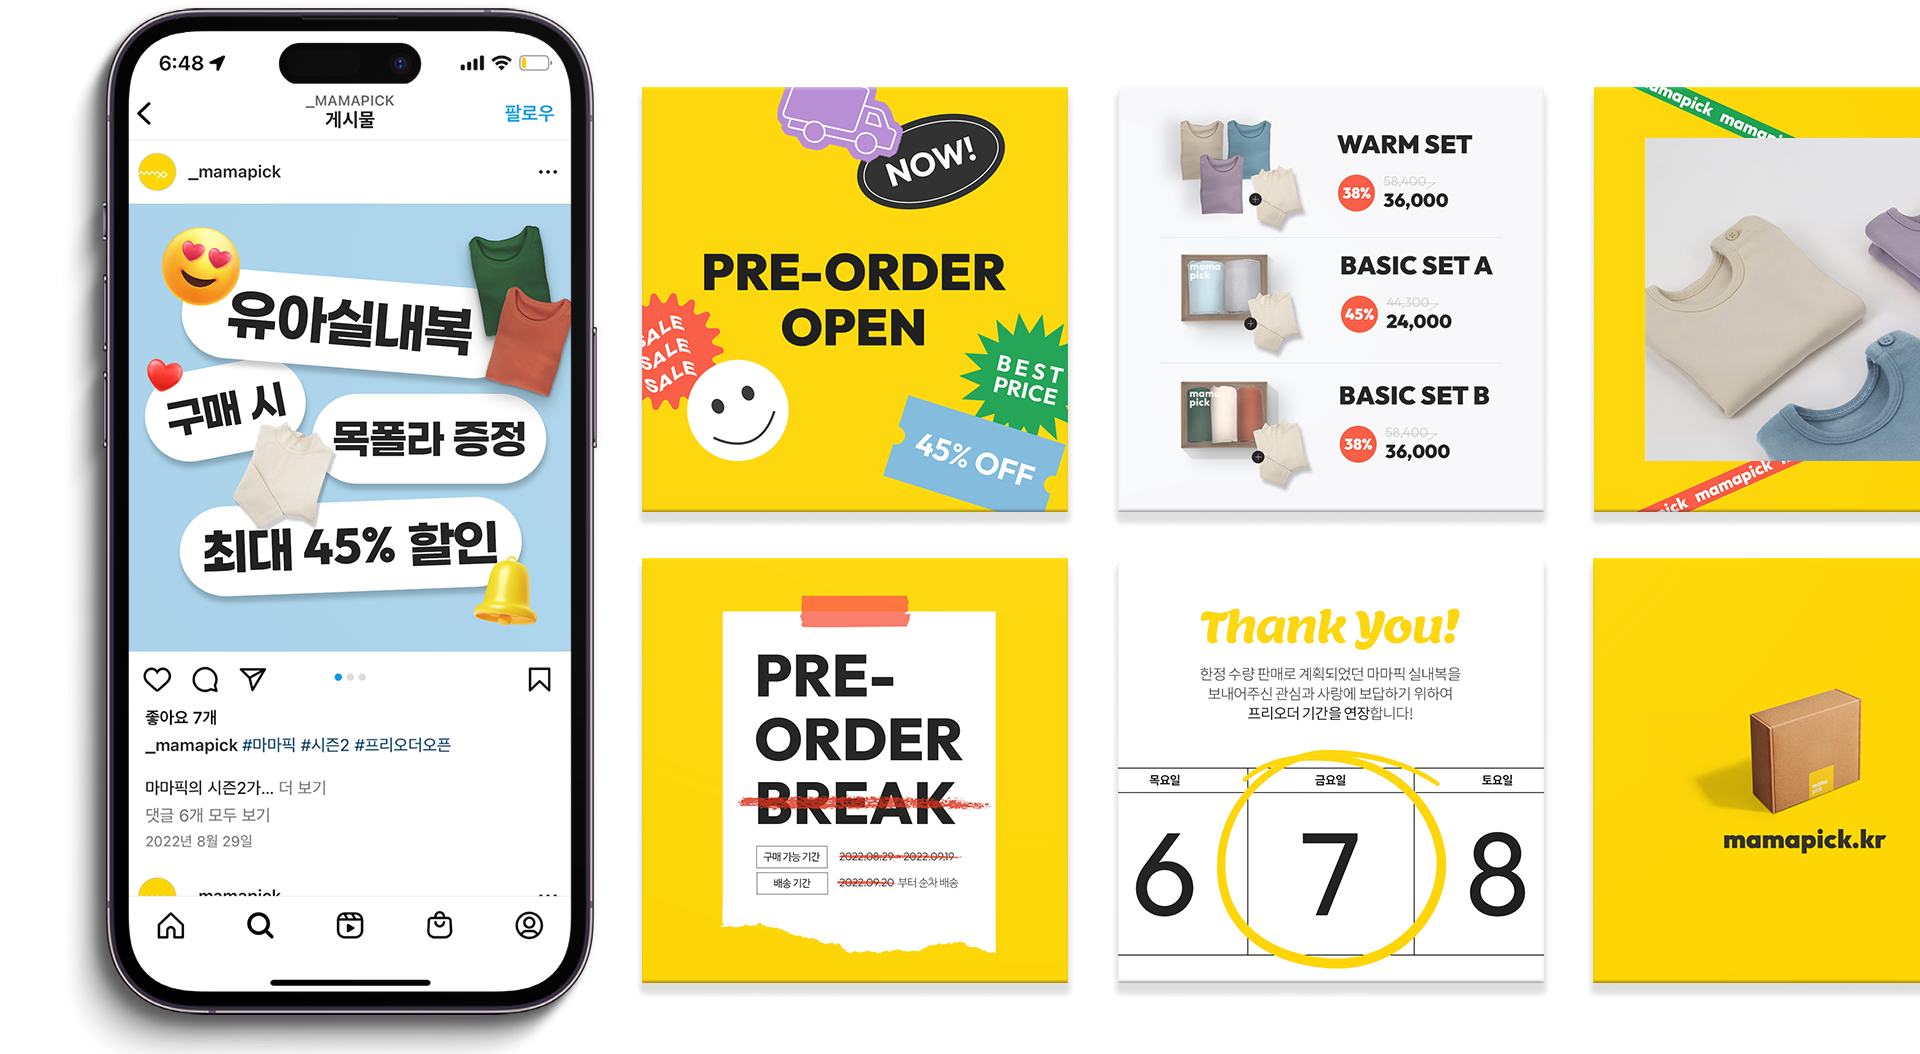 6:48
_MAMAPICK
게시물
팔로우
_mamapick
유아실내복
구매 시
목폴라 증정
최대 45% 할인
좋아요 7개
_mamapick #마마픽 #시즌2 #프리오더오픈
마마픽의 시즌2가... 더 보기
댓글 6개 모두 보기
2022년 8월 29일
_mamapick
NOW!
PRE-ORDER
OPEN
SALE
SALE
SALE
BEST
PRICE
45% OFF
WARM SET
38%
58,400
36,000
mama
pick
BASIC SET A
45%
44,300
24,000
mama
pick
BASIC SET B
38%
58,400
36,000
mamapick mamapi
ick mamapick
PRE-
ORDER
BREAK
구매 가능 기간
2022.08.29 - 2022.09.19
배송 기간
2022.09.20 부터 순차 배송
Thank You!
한정 수량 판매로 계획되었던 마마픽 실내복을
보내어주신 관심과 사랑에 보답하기 위하여
프리오더 기간을 연장합니다!
목요일
금요일
토요일
6
7
8
mama
pick
mamapick.kr